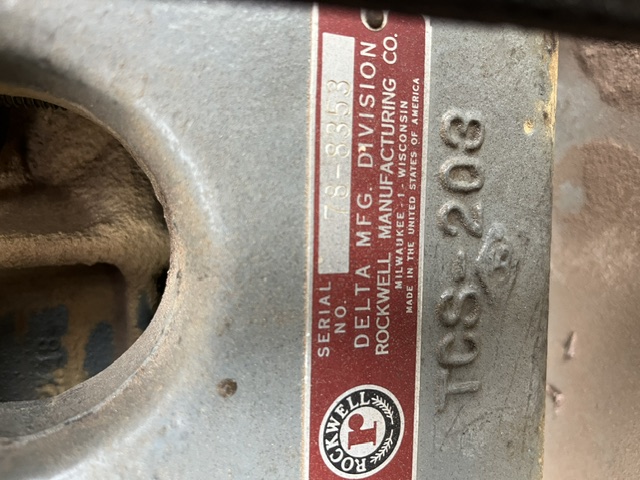 SERIAL
NO.
78-8353
DELTA MFG. DIVISION
ROCKWELL MANUFACTURING CO.
MILWAUKEE - 1 - WISCONSIN
MADE IN THE UNITED STATES OF AMERICA
ROCKWELL
r
TCS-203